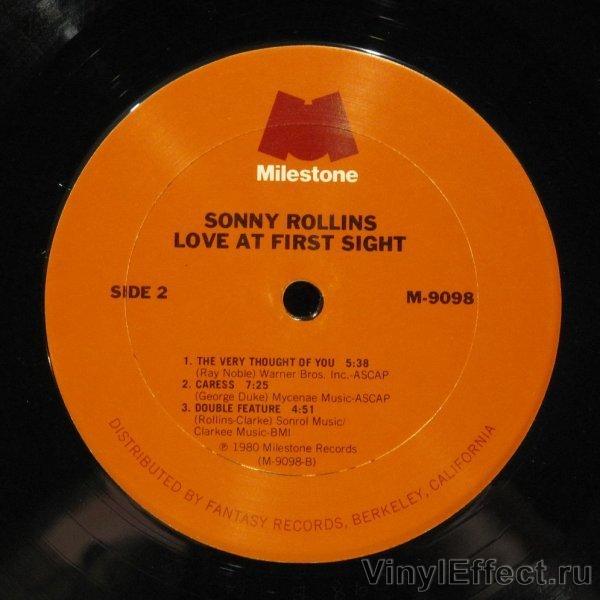 Milestone
SONNY ROLLINS
LOVE AT FIRST SIGHT
SIDE 2
M-9098
1. THE VERY THOUGHT OF YOU 5:38
(Ray Noble) Warner Bros. Inc.-ASCAP
2. CARESS 7:25
(George Duke) Mycenae Music-ASCAP
3. DOUBLE FEATURE 4:51
(Rollins-Clarke) Sonrol Music/
Clarkee Music-BMI
℗ 1980 Milestone Records
(M-9098-B)
DISTRIBUTED BY FANTASY RECORDS, BERKELEY, CALIFORNIA
VinylEffect.ru